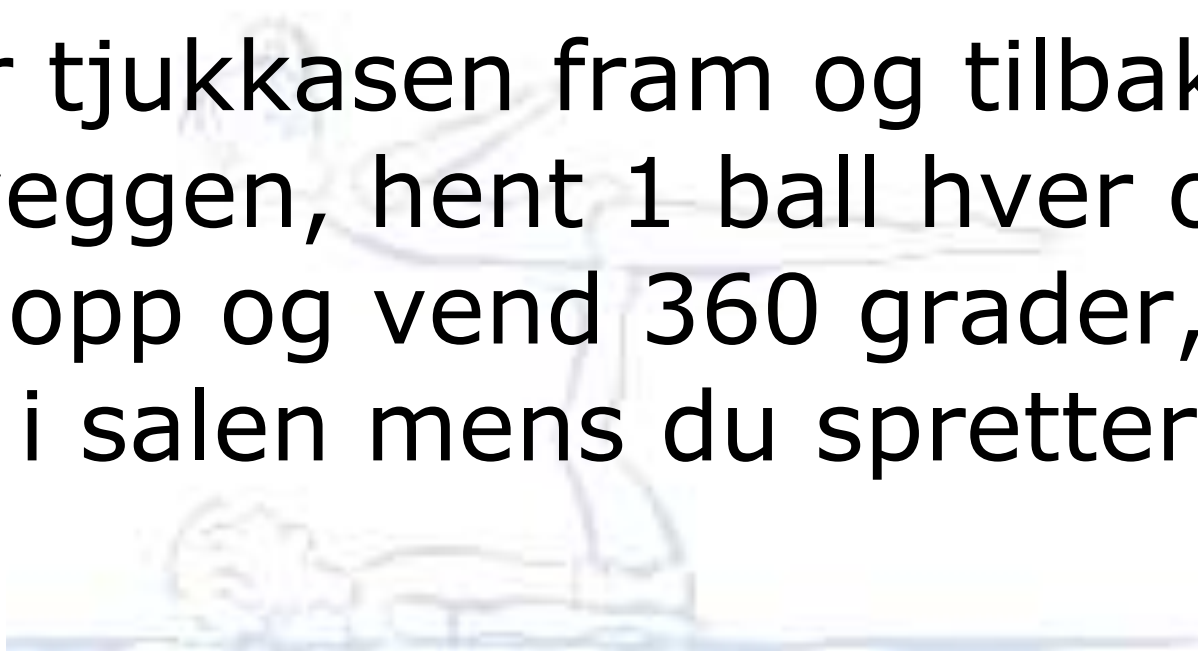 r tjukkasen fram og tilbak
eggen, hent 1 ball hver o
opp og vend 360 grader,
i salen mens du spretter